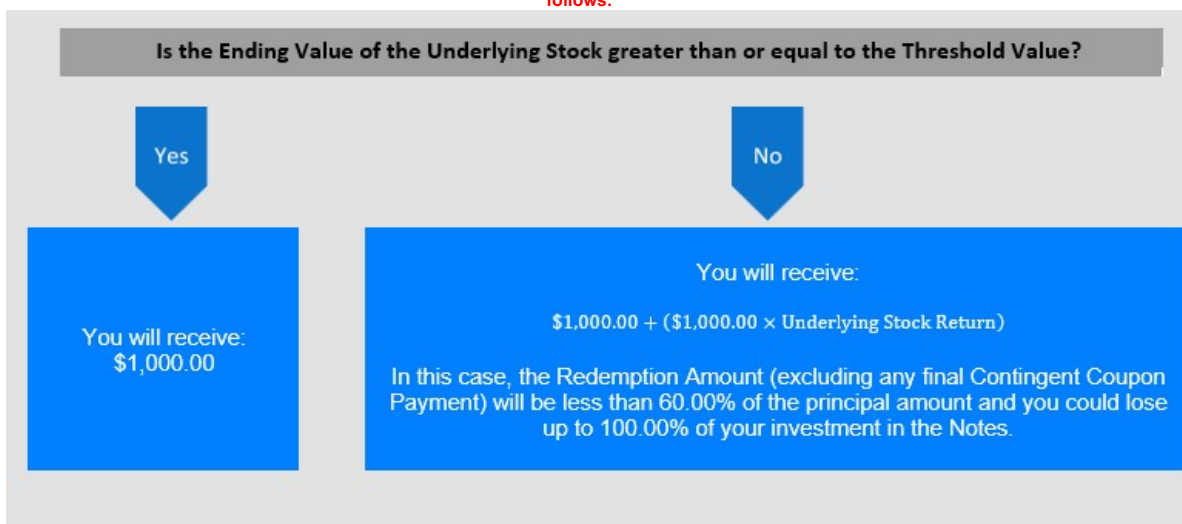 follows:
Is the Ending Value of the Underlying Stock greater than or equal to the Threshold Value?
Yes
No
You will receive:
$1,000.00
You will receive:
$1,000.00 + ($1,000.00 × Underlying Stock Return)
In this case, the Redemption Amount (excluding any final Contingent Coupon
Payment) will be less than 60.00% of the principal amount and you could lose
up to 100.00% of your investment in the Notes.